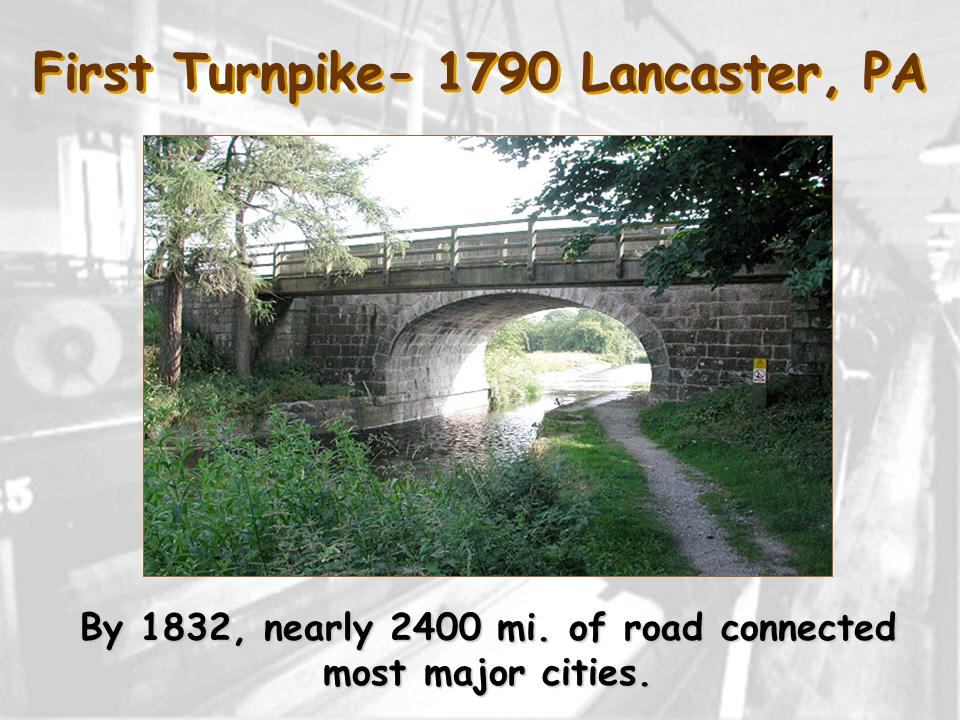 First Turnpike- 1790 Lancaster, PA
By 1832, nearly 2400 mi. of road connected
most major cities.